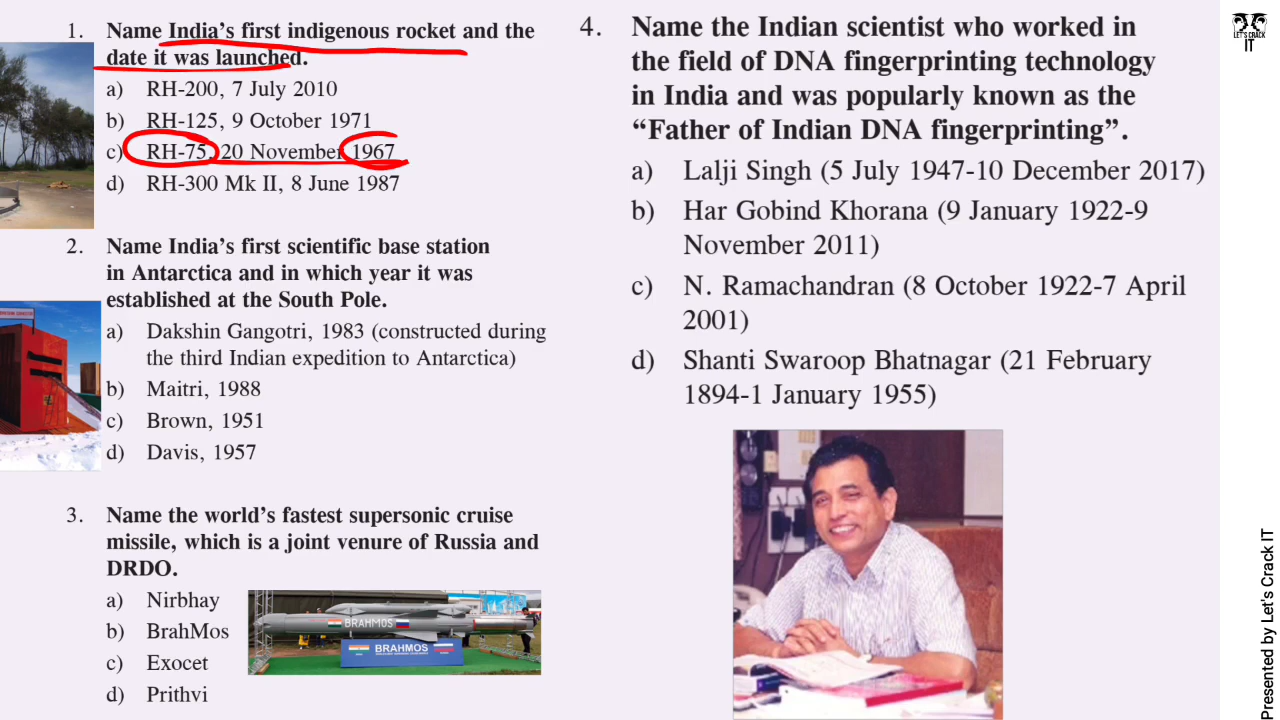 1. Name India's first indigenous rocket and the
date it was launched.
a) RH-200, 7 July 2010
b) RH-125, 9 October 1971
c) RH-75, 20 November 1967
d) RH-300 Mk II, 8 June 1987
2. Name India's first scientific base station
in Antarctica and in which year it was
established at the South Pole.
a) Dakshin Gangotri, 1983 (constructed during
the third Indian expedition to Antarctica)
b) Maitri, 1988
c) Brown, 1951
d) Davis, 1957
3. Name the world's fastest supersonic cruise
missile, which is a joint venure of Russia and
DRDO.
a) Nirbhay
b) BrahMos
c) Exocet
d) Prithvi
BRAHMOS
BRAHMOS
4. Name the Indian scientist who worked in
the field of DNA fingerprinting technology
in India and was popularly known as the
“Father of Indian DNA fingerprinting”.
a) Lalji Singh (5 July 1947-10 December 2017)
b) Har Gobind Khorana (9 January 1922-9
November 2011)
c) N. Ramachandran (8 October 1922-7 April
2001)
d) Shanti Swaroop Bhatnagar (21 February
1894-1 January 1955)
LET'S CRACK
IT
Presented by Let's Crack IT